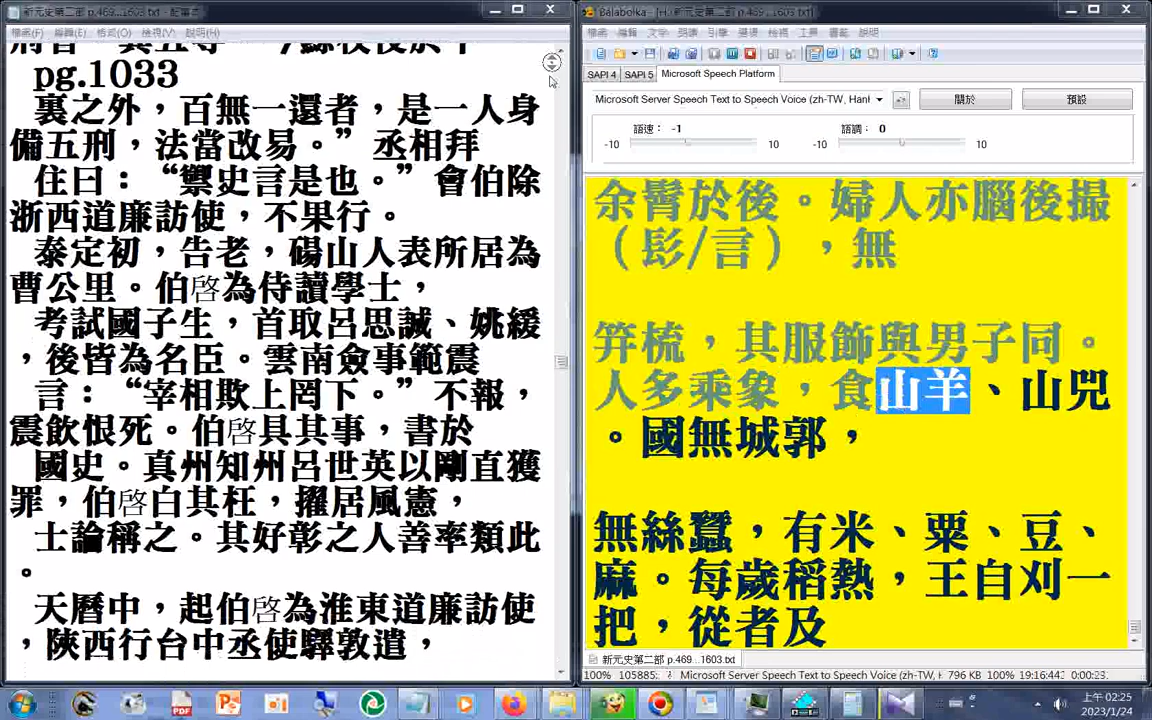 新元史第二部 p.469...1603.txt - 記事本
檔案(F) 編輯(E) 格式(O) 檢視(V) 說明(H)
pg.1033
裏之外，百無一還者，是一人身
備五刑，法當改易。”丞相拜
住曰：“禦史言是也。”會伯除
浙西道廉訪使，不果行。
泰定初，告老，碭山人表所居為
曹公里。伯啓為侍讀學士，
考試國子生，首取呂思誠、姚綏
，後皆為名臣。雲南僉事範震
言：“宰相欺上罔下。”不報，
震飲恨死。伯啓具其事，書於
國史。真州知州呂世英以剛直獲
罪，伯啓白其枉，擢居風憲，
士論稱之。其好彰之人善率類此
。
天曆中，起伯啓為淮東道廉訪使
，陝西行台中丞使驛敦遣，
Balabolka - [H:\新元史第二部 p.469...1603.txt]
檔案 編輯 文字 朗讀 引擎 選項 檢視 工具 書籤 說明
SAPI 4 SAPI 5 Microsoft Speech Platform
Microsoft Server Speech Text to Speech Voice (zh-TW, Hanl
關於 預設
語速： -1 語調： 0
-10 10 -10 10
余髾於後。婦人亦腦後撮
（髟/言），無
笄梳，其服飾與男子同。
人多乘象，食山羊、山兕
。國無城郭，
無絲蠶，有米、粟、豆、
麻。每歲稻熱，王自刈一
把，從者及
新元史第二部 p.469...1603.txt
100% 105885: Microsoft Server Speech Text to Speech Voice (zh-TW, H 796 KB 100% 19:16:44: 0:00:23
上午 02:25
2023/1/24